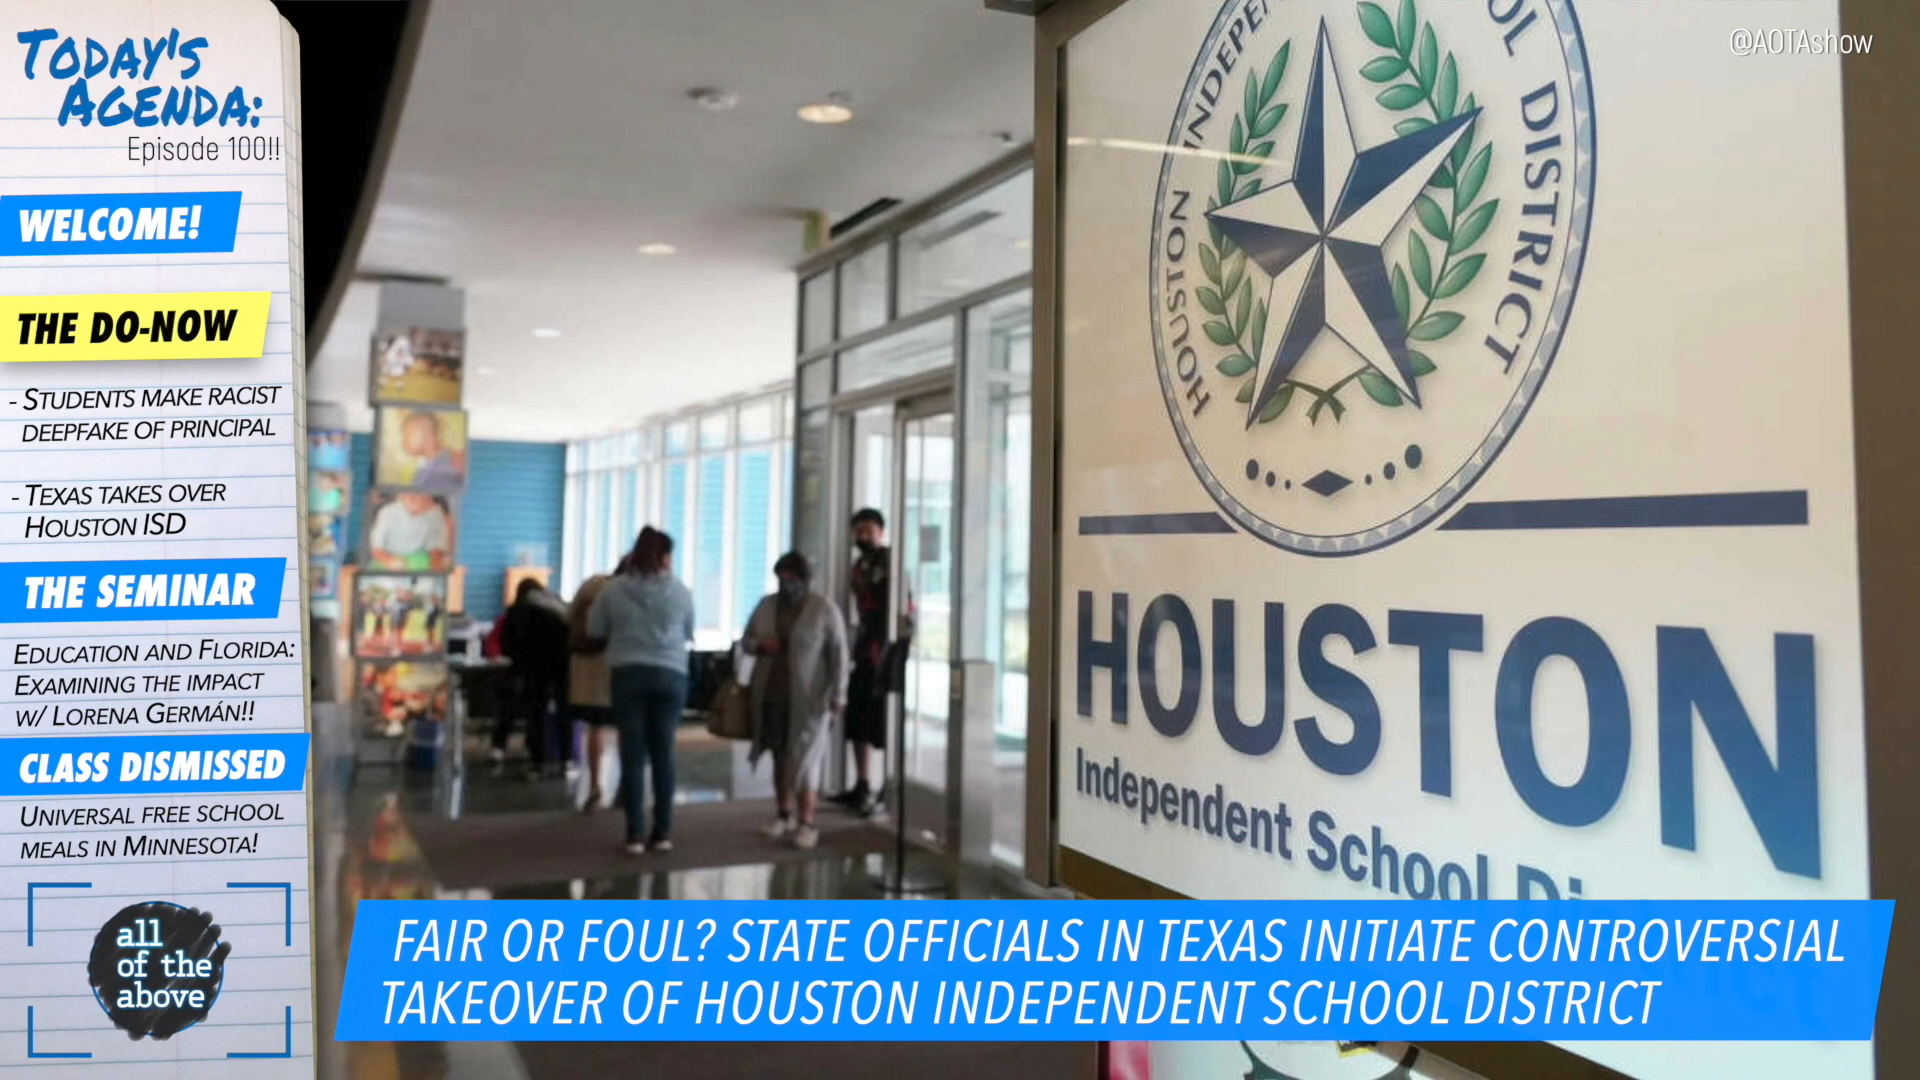 TODAY'S
AGENDA:
Episode 100!!
WELCOME!
THE DO-NOW
- STUDENTS MAKE RACIST
DEEPFAKE OF PRINCIPAL
- TEXAS TAKES OVER
HOUSTON ISD
THE SEMINAR
EDUCATION AND FLORIDA:
EXAMINING THE IMPACT
W/ LORENA GERMÁN!!
CLASS DISMISSED
UNIVERSAL FREE SCHOOL
MEALS IN MINNESOTA!
all
of the
above
@AOTAshow
HOUSTON INDEPEN OL DISTRICT
HOUSTON
Independent School Di
FAIR OR FOUL? STATE OFFICIALS IN TEXAS INITIATE CONTROVERSIAL
TAKEOVER OF HOUSTON INDEPENDENT SCHOOL DISTRICT